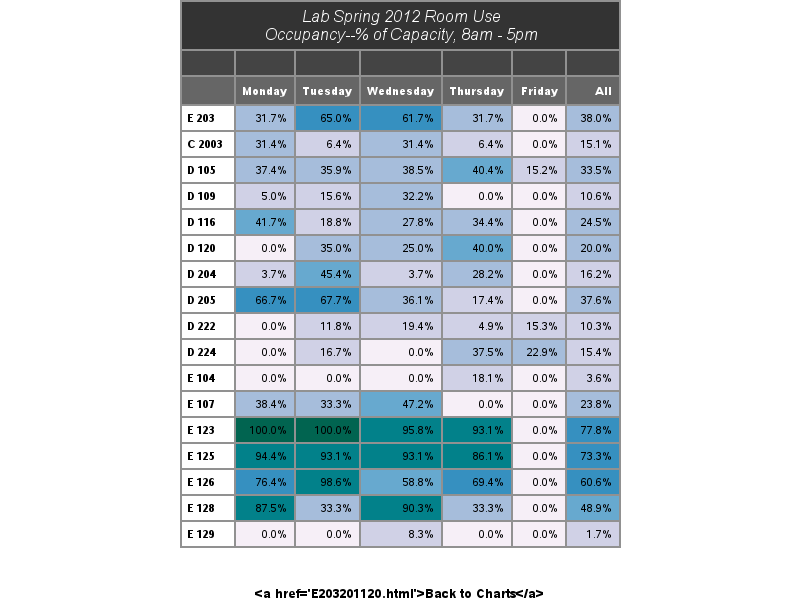 Lab Spring 2012 Room Use
Occupancy--% of Capacity, 8am - 5pm
Monday Tuesday Wednesday Thursday Friday All
E 203 31.7% 65.0% 61.7% 31.7% 0.0% 38.0%
C 2003 31.4% 6.4% 31.4% 6.4% 0.0% 15.1%
D 105 37.4% 35.9% 38.5% 40.4% 15.2% 33.5%
D 109 5.0% 15.6% 32.2% 0.0% 0.0% 10.6%
D 116 41.7% 18.8% 27.8% 34.4% 0.0% 24.5%
D 120 0.0% 35.0% 25.0% 40.0% 0.0% 20.0%
D 204 3.7% 45.4% 3.7% 28.2% 0.0% 16.2%
D 205 66.7% 67.7% 36.1% 17.4% 0.0% 37.6%
D 222 0.0% 11.8% 19.4% 4.9% 15.3% 10.3%
D 224 0.0% 16.7% 0.0% 37.5% 22.9% 15.4%
E 104 0.0% 0.0% 0.0% 18.1% 0.0% 3.6%
E 107 38.4% 33.3% 47.2% 0.0% 0.0% 23.8%
E 123 100.0% 100.0% 95.8% 93.1% 0.0% 77.8%
E 125 94.4% 93.1% 93.1% 86.1% 0.0% 73.3%
E 126 76.4% 98.6% 58.8% 69.4% 0.0% 60.6%
E 128 87.5% 33.3% 90.3% 33.3% 0.0% 48.9%
E 129 0.0% 0.0% 8.3% 0.0% 0.0% 1.7%
<a href='E203201120.html'>Back to Charts</a>